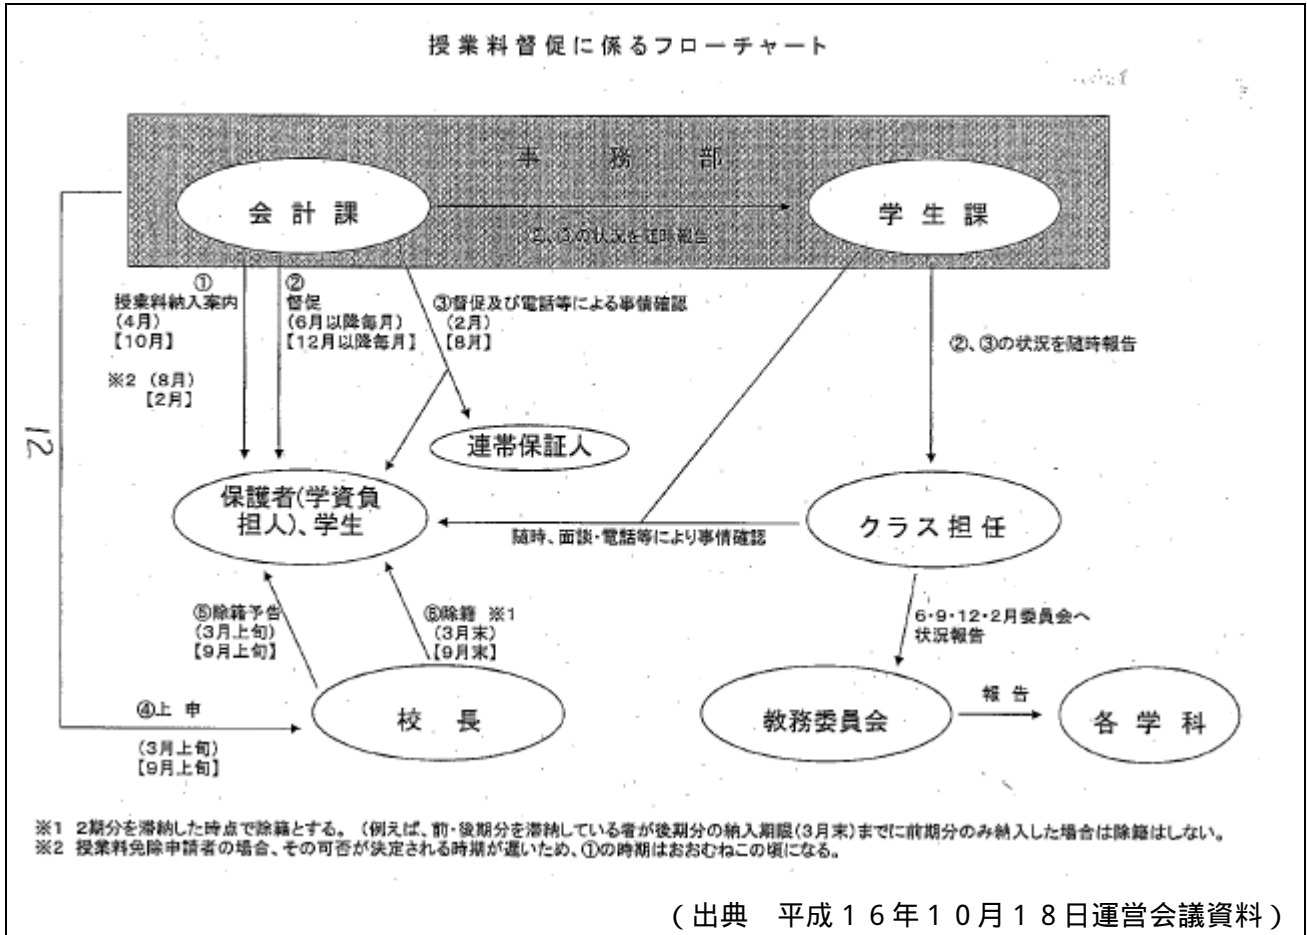 授業料督促に係るフローチャート
事務部
会計課
学生課
②、③の状況を随時報告
①
授業料納入案内
(4月)
【10月】
※2 (8月)
【2月】
②
督促
(6月以降毎月)
【12月以降毎月】
③督促及び電話等による事情確認
(2月)
【8月】
②、③の状況を随時報告
連帯保証人
保護者(学資負
担人)、学生
クラス担任
随時、面談・電話等により事情確認
⑤除籍予告
(3月上旬)
【9月上旬】
⑥除籍 ※1
(3月末)
【9月末】
6・9・12・2月委員会へ
状況報告
④上申
(3月上旬)
【9月上旬】
校長
教務委員会
報告
各学科
12
※1 2期分を滞納した時点で除籍とする。(例えば、前・後期分を滞納している者が後期分の納入期限(3月末)までに前期分のみ納入した場合は除籍はしない。
※2 授業料免除申請者の場合、その可否が決定される時期が遅いため、①の時期はおおむねこの頃になる。
(出典 平成16年10月18日運営会議資料)